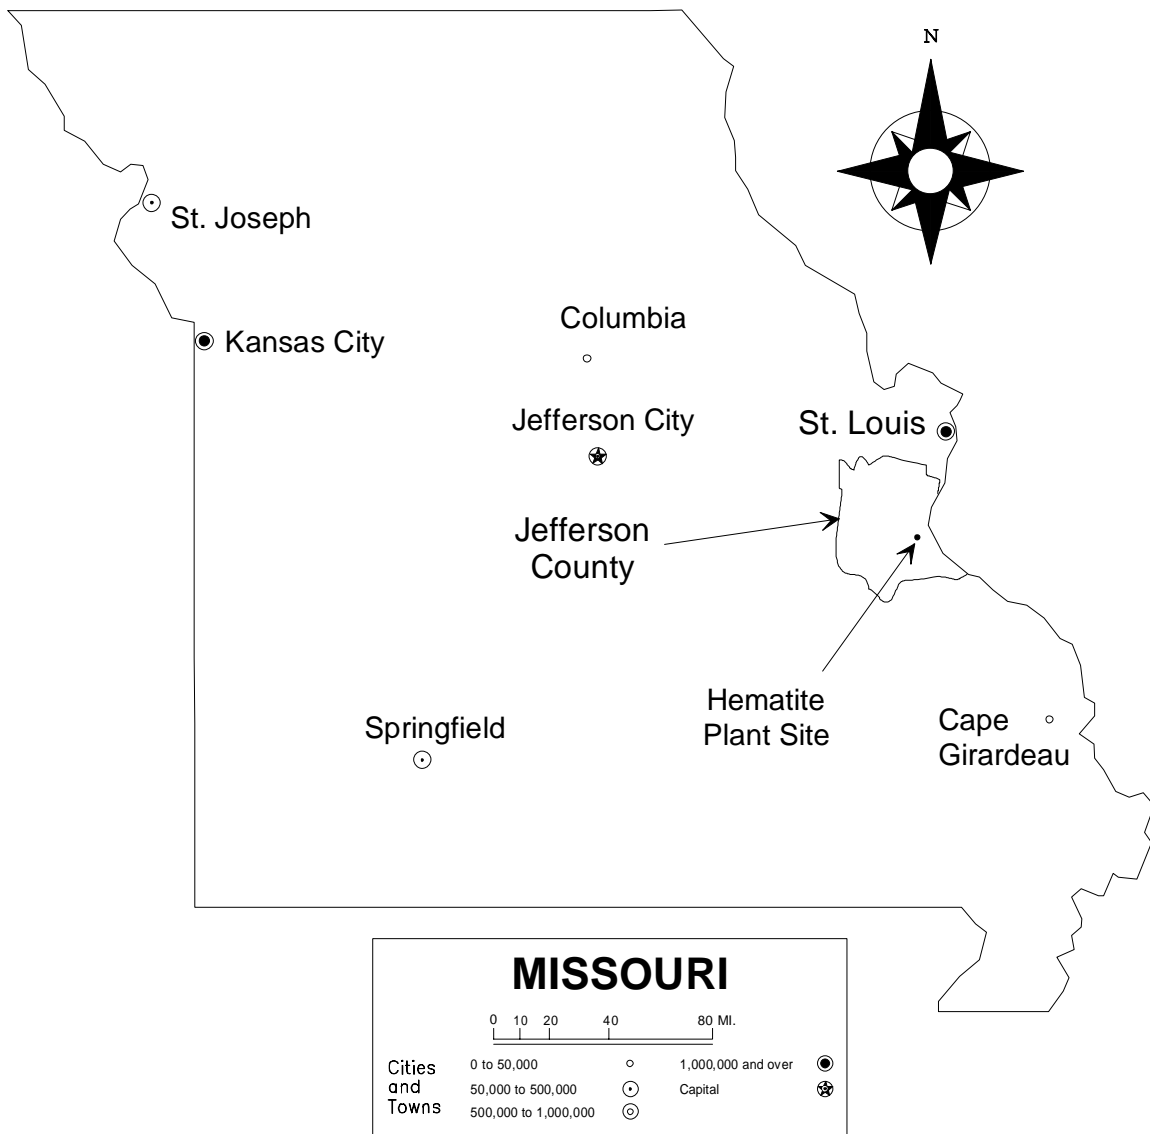 N
St. Joseph
Columbia
Kansas City
Jefferson City
St. Louis
Jefferson
County
Hematite
Plant Site
Springfield
Cape
Girardeau
MISSOURI
0 10 20 40 80 MI.
Cities
and
Towns
0 to 50,000
50,000 to 500,000
500,000 to 1,000,000
1,000,000 and over
Capital